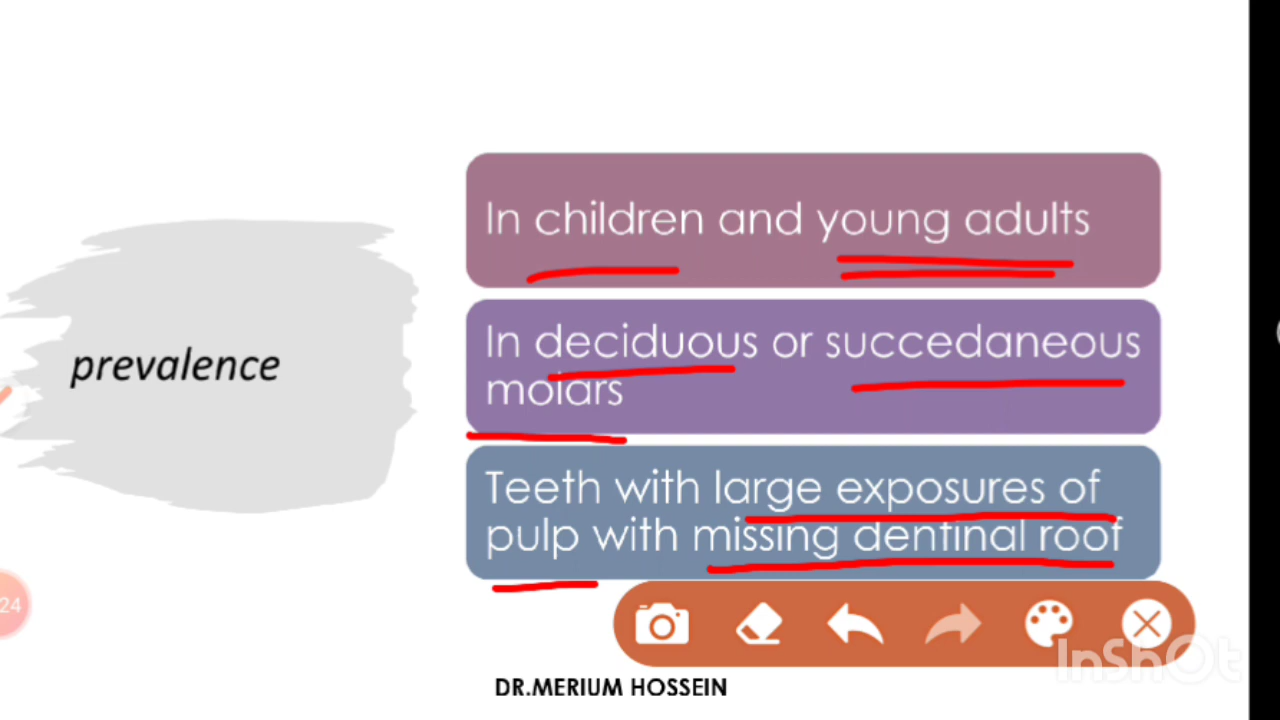 In children and young adults
prevalence
In deciduous or succedaneous
molars
Teeth with large exposures of
pulp with missing dentinal roof
24
InShOt
DR.MERIUM HOSSEIN